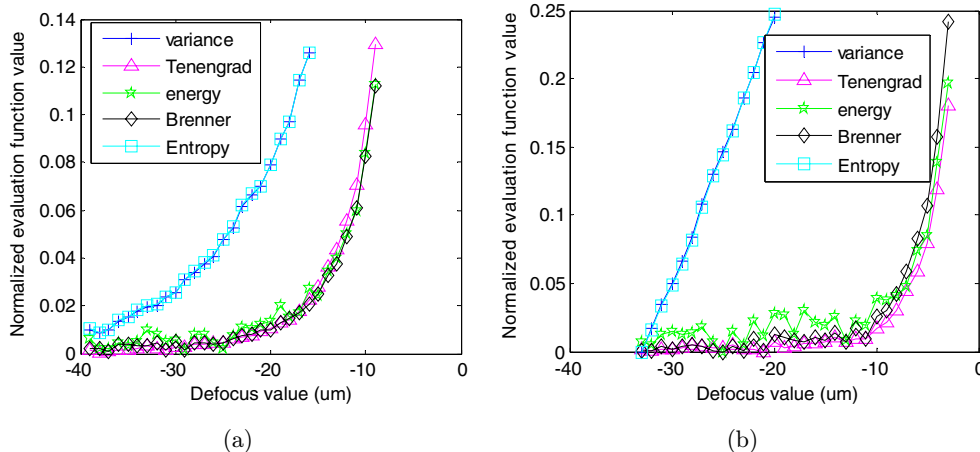 0.14
0.12
0.1
0.08
0.06
0.04
0.02
0
Normalized evaluation function value
variance
Tenengrad
energy
Brenner
Entropy
-40
-30
-20
-10
0
Defocus value (um)
(a)
0.25
0.2
0.15
0.1
0.05
0
Normalized evaluation function value
variance
Tenengrad
energy
Brenner
Entropy
-40
-30
-20
-10
0
Defocus value (um)
(b)